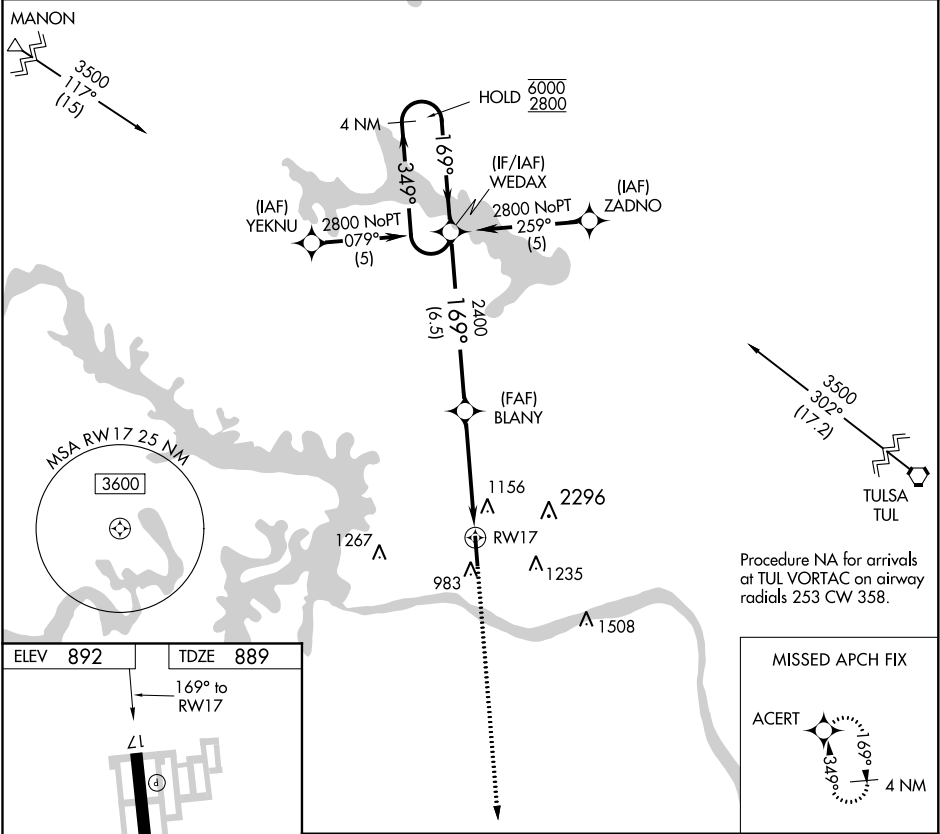 MANON
3500
117°
(15)
HOLD 6000
2800
4 NM
169°
349°
(IF/IAF)
WEDAX
(IAF)
ZADNO
2800 NoPT
259°
(5)
(IAF)
YEKNU
2800 NoPT
079°
(5)
2400
169°
(6.5)
(FAF)
BLANY
3500
302°
(17.2)
TULSA
TUL
MSA RW17 25 NM
3600
1156
2296
1267
RW17
983
1235
1508
Procedure NA for arrivals
at TUL VORTAC on airway
radials 253 CW 358.
ELEV 892
TDZE 889
169° to
RW17
17
P
MISSED APCH FIX
ACERT
169°
349°
4 NM